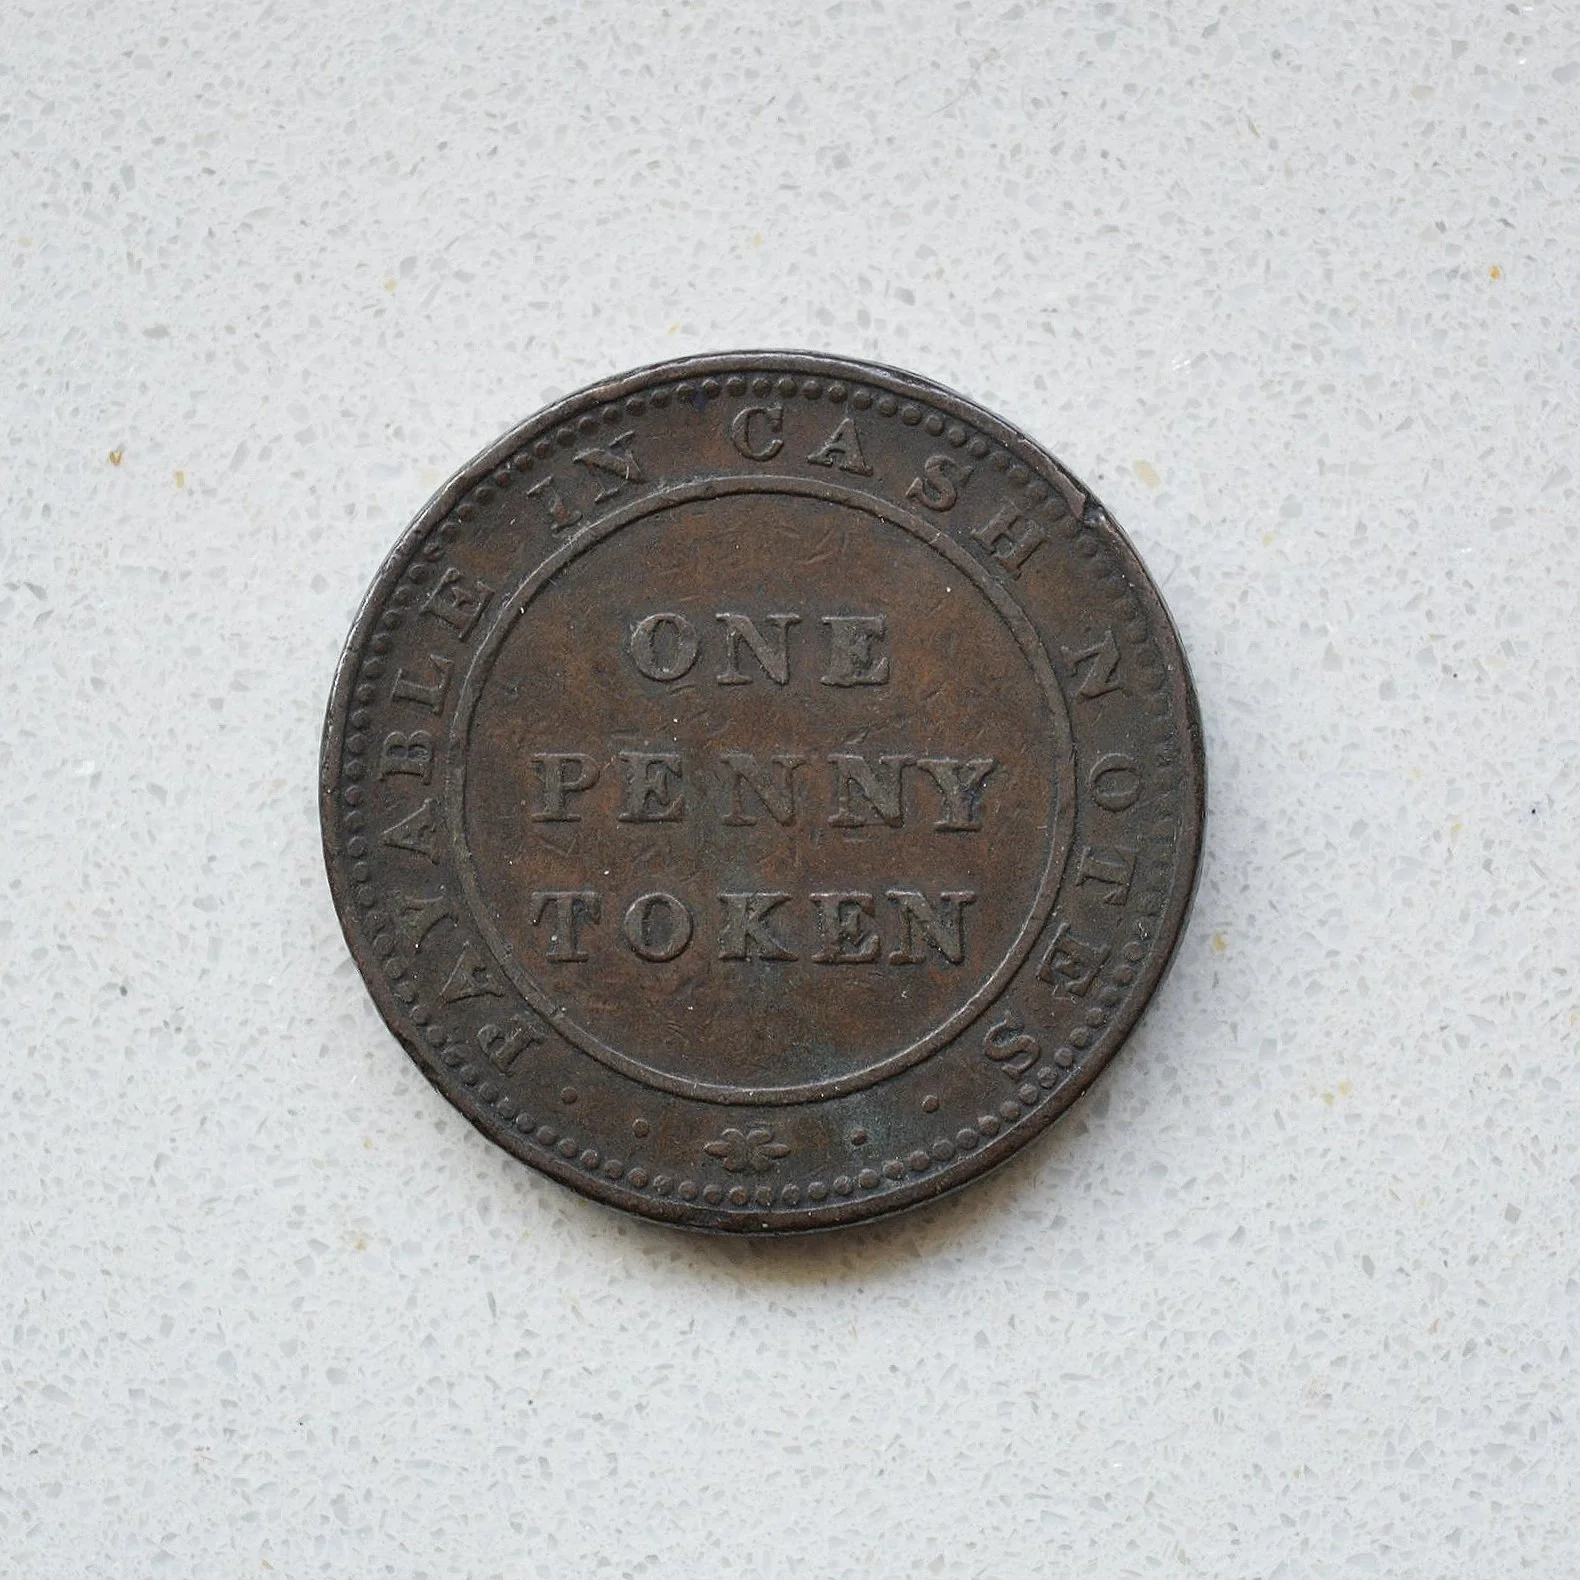 PAYABLE IN CASH NOTES
ONE
PENNY
TOKEN